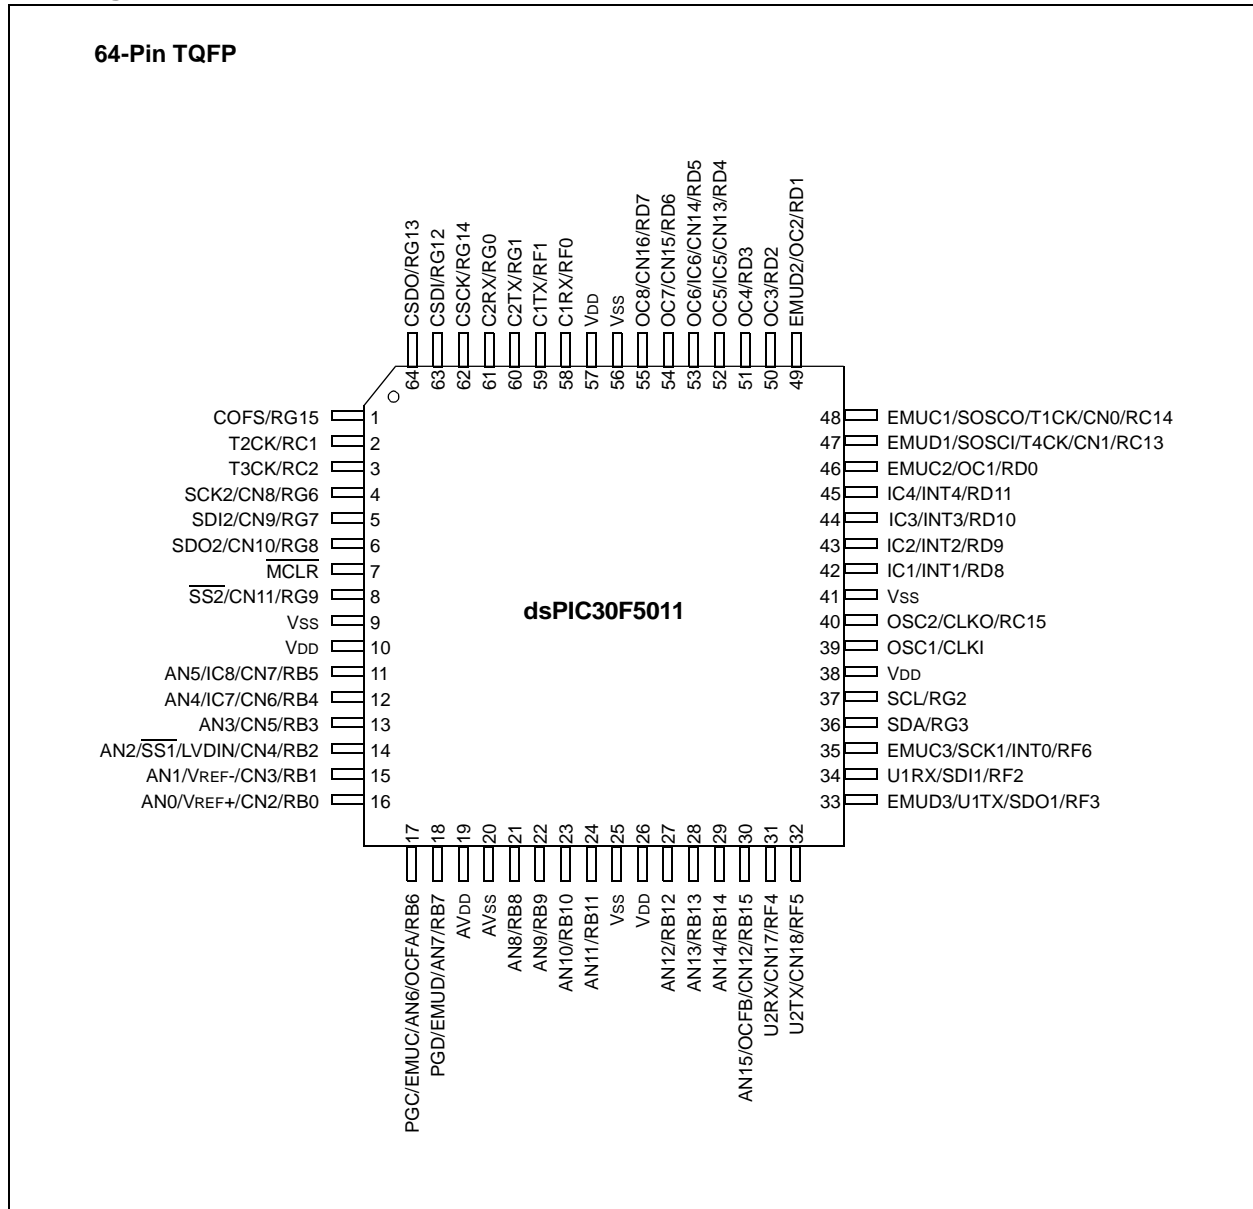 64-Pin TQFP
CSDO/RG13
CSDI/RG12
CSCK/RG14
C2RX/RG0
C2TX/RG1
C1TX/RF1
C1RX/RF0
VDD
VSS
OC8/CN16/RD7
OC7/CN15/RD6
OC6/IC6/CN14/RD5
OC5/IC5/CN13/RD4
OC4/RD3
OC3/RD2
EMUD2/OC2/RD1
64
63
62
61
60
59
58
57
56
55
54
53
52
51
50
49
COFS/RG15 1
T2CK/RC1 2
T3CK/RC2 3
SCK2/CN8/RG6 4
SDI2/CN9/RG7 5
SDO2/CN10/RG8 6
MCLR 7
SS2/CN11/RG9 8
VSS 9
VDD 10
AN5/IC8/CN7/RB5 11
AN4/IC7/CN6/RB4 12
AN3/CN5/RB3 13
AN2/SS1/LVDIN/CN4/RB2 14
AN1/VREF-/CN3/RB1 15
AN0/VREF+/CN2/RB0 16
dsPIC30F5011
48 EMUC1/SOSCO/T1CK/CN0/RC14
47 EMUD1/SOSCI/T4CK/CN1/RC13
46 EMUC2/OC1/RD0
45 IC4/INT4/RD11
44 IC3/INT3/RD10
43 IC2/INT2/RD9
42 IC1/INT1/RD8
41 VSS
40 OSC2/CLKO/RC15
39 OSC1/CLKI
38 VDD
37 SCL/RG2
36 SDA/RG3
35 EMUC3/SCK1/INT0/RF6
34 U1RX/SDI1/RF2
33 EMUD3/U1TX/SDO1/RF3
17
18
19
20
21
22
23
24
25
26
27
28
29
30
31
32
PGC/EMUC/AN6/OCFA/RB6
PGD/EMUD/AN7/RB7
AVDD
AVSS
AN8/RB8
AN9/RB9
AN10/RB10
AN11/RB11
VSS
VDD
AN12/RB12
AN13/RB13
AN14/RB14
AN15/OCFB/CN12/RB15
U2RX/CN17/RF4
U2TX/CN18/RF5